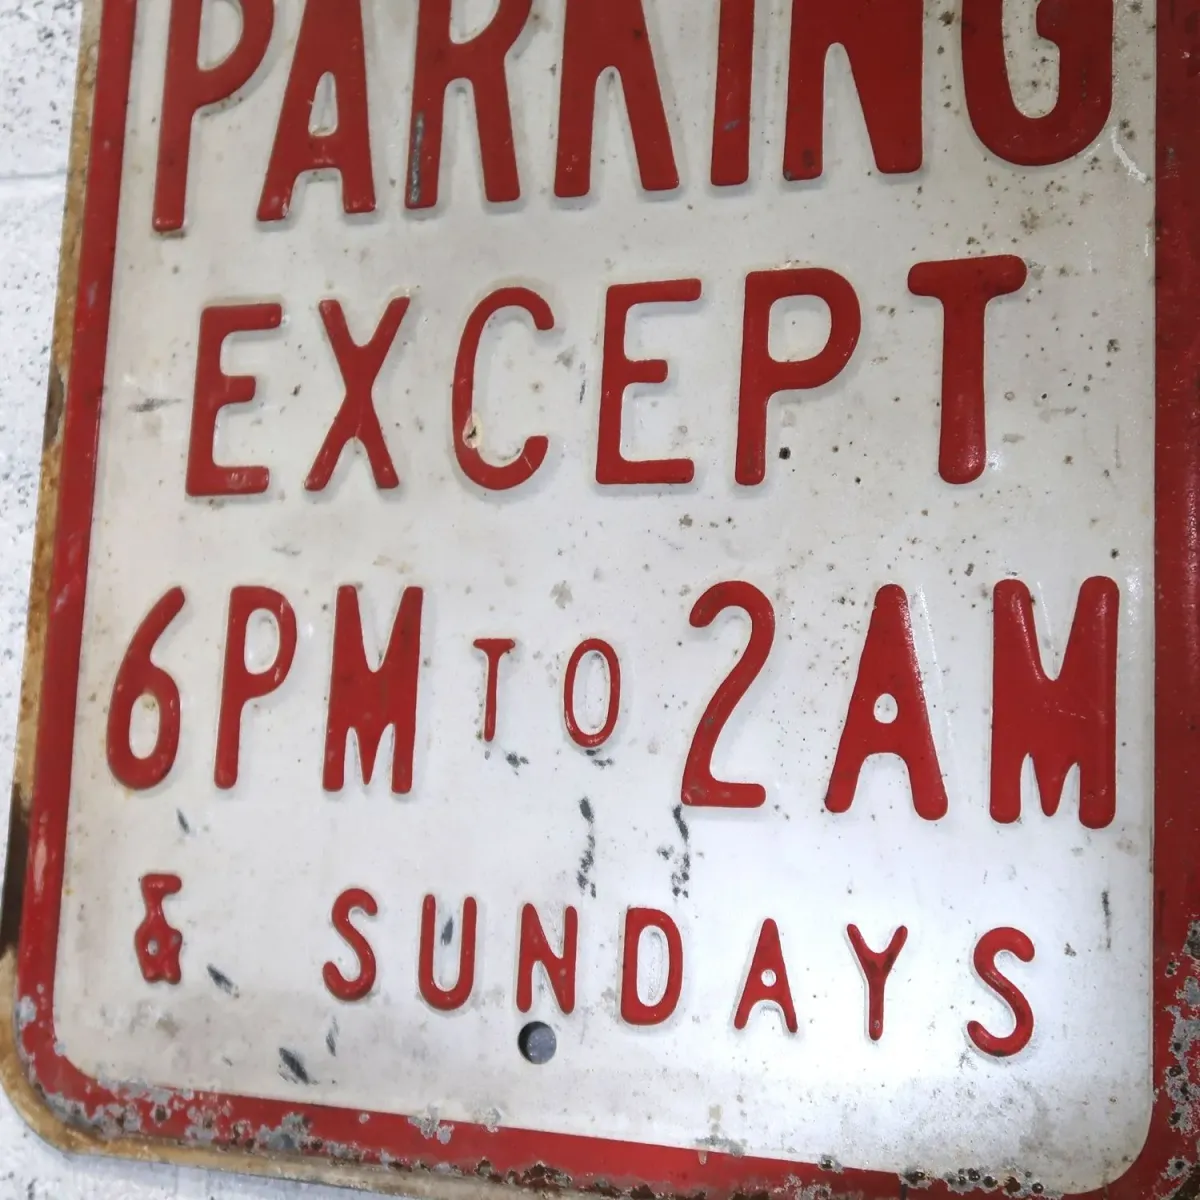 PARKING
EXCEPT
6PM TO 2AM
& SUNDAYS